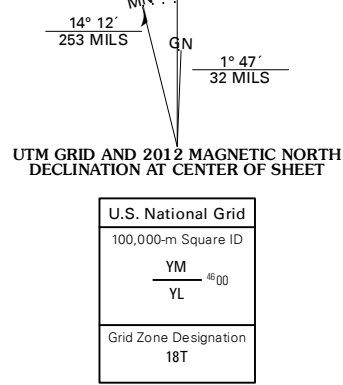 MN
14° 12´
253 MILS
GN
1° 47´
32 MILS
UTM GRID AND 2012 MAGNETIC NORTH
DECLINATION AT CENTER OF SHEET
U.S. National Grid
100,000-m Square ID
YM
4600
YL
Grid Zone Designation
18T